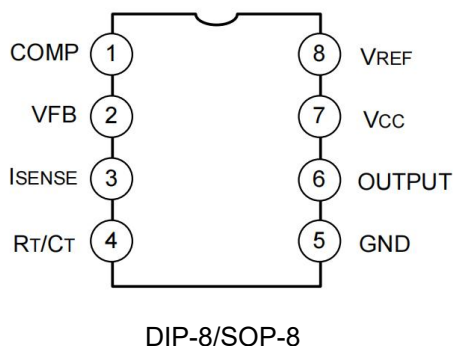 COMP 1 8 VREF
VFB 2 7 VCC
ISENSE 3 6 OUTPUT
RT/CT 4 5 GND
DIP-8/SOP-8